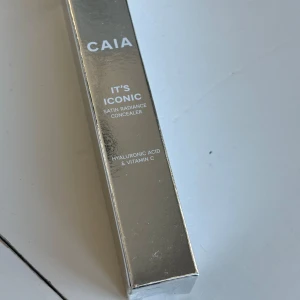 CAIA
IT'S
ICONIC
SATIN RADIANCE
CONCEALER
HYALURONIC ACID
& VITAMIN C